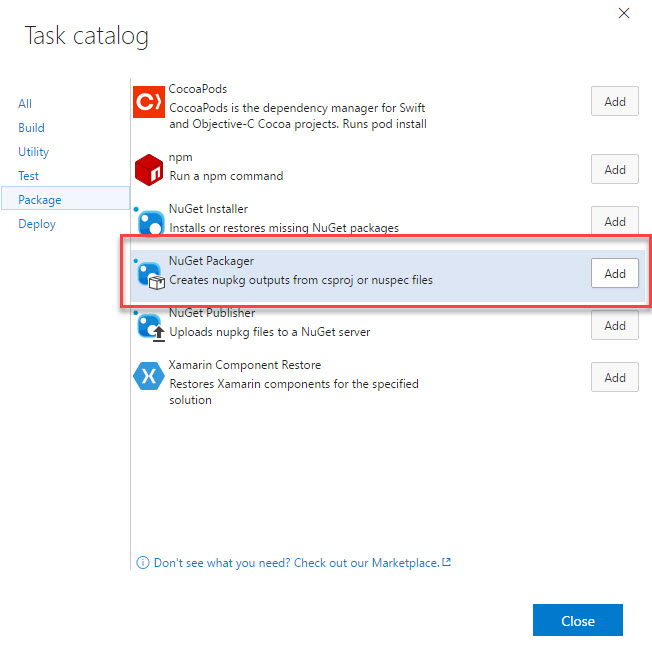 Task catalog
All
Build
Utility
Test
Package
Deploy
CocoaPods
CocoaPods is the dependency manager for Swift
and Objective-C Cocoa projects. Runs pod install
Add
npm
Run a npm command
Add
NuGet Installer
Installs or restores missing NuGet packages
Add
NuGet Packager
Creates nupkg outputs from csproj or nuspec files
Add
NuGet Publisher
Uploads nupkg files to a NuGet server
Add
Xamarin Component Restore
Restores Xamarin components for the specified
solution
Add
Don't see what you need? Check out our Marketplace.
Close